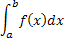 ∫_a^b f(x)dx